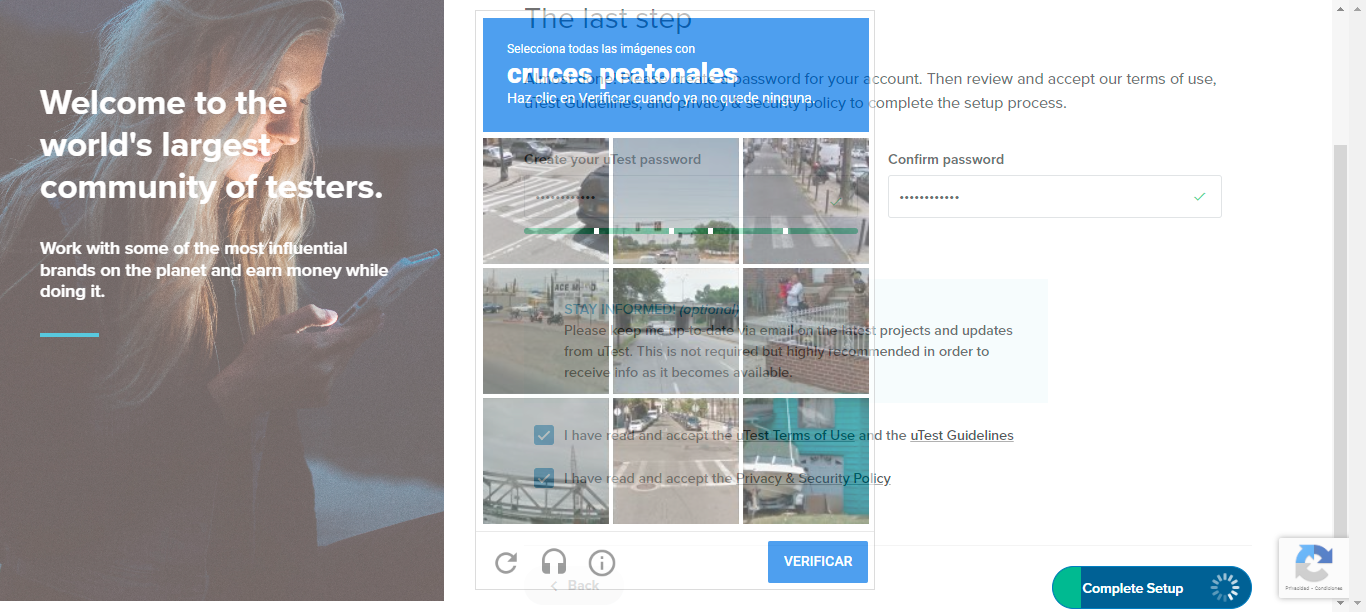 Welcome to the
world's largest
community of testers.
Work with some of the most influential
brands on the planet and earn money while
doing it.
The last step
Selecciona todas las imágenes con
cruces peatonales
Haz clic en Verificar cuando ya no quede ninguna.
password for your account. Then review and accept our terms of use,
uTest Guidelines, and privacy & security policy to complete the setup process.
Create your uTest password
Confirm password
••••••••••••
••••••••••••
STAY INFORMED! (optional)
Please keep me up-to-date via email on the latest projects and updates
from uTest. This is not required but highly recommended in order to
receive info as it becomes available.
I have read and accept the uTest Terms of Use and the uTest Guidelines
I have read and accept the Privacy & Security Policy
VERIFICAR
Back
Complete Setup
Privacidad - Condiciones